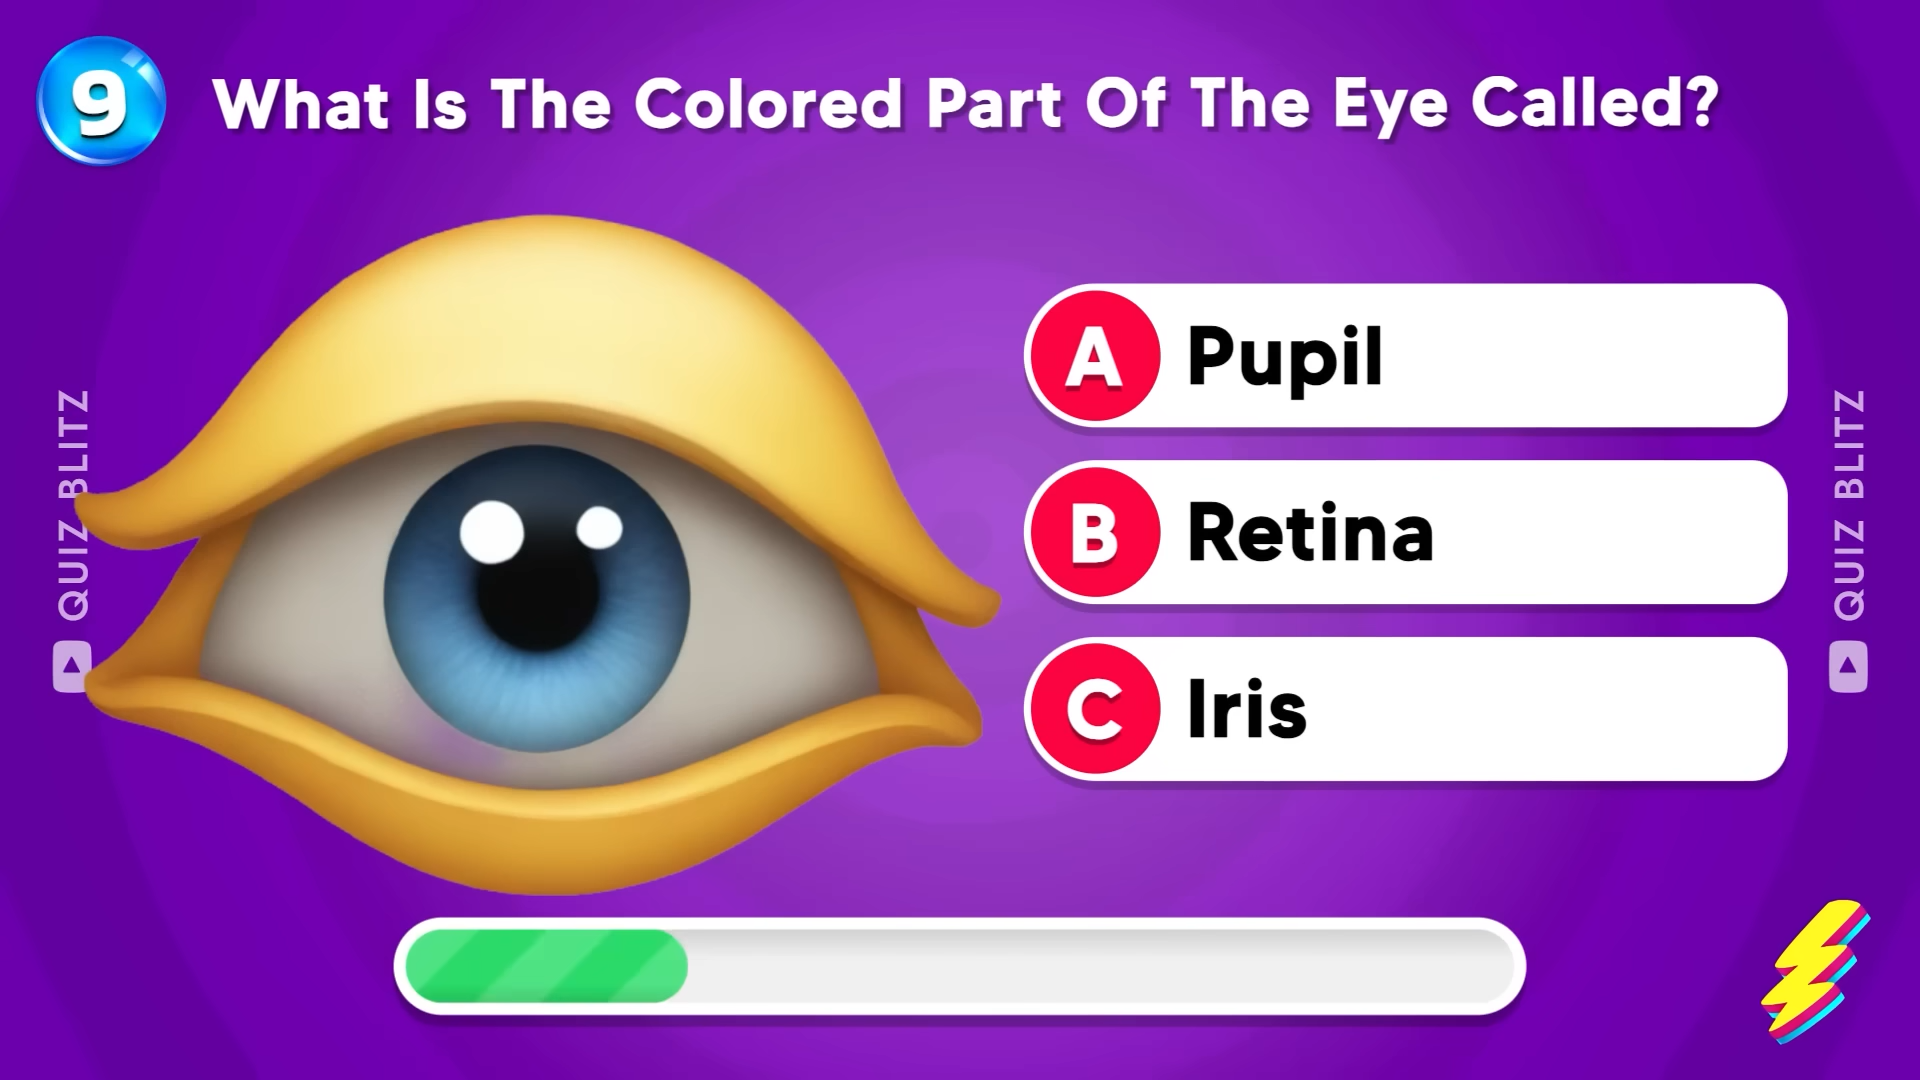 9
What Is The Colored Part Of The Eye Called?
QUIZ BLITZ
A Pupil
B Retina
C Iris
QUIZ BLITZ